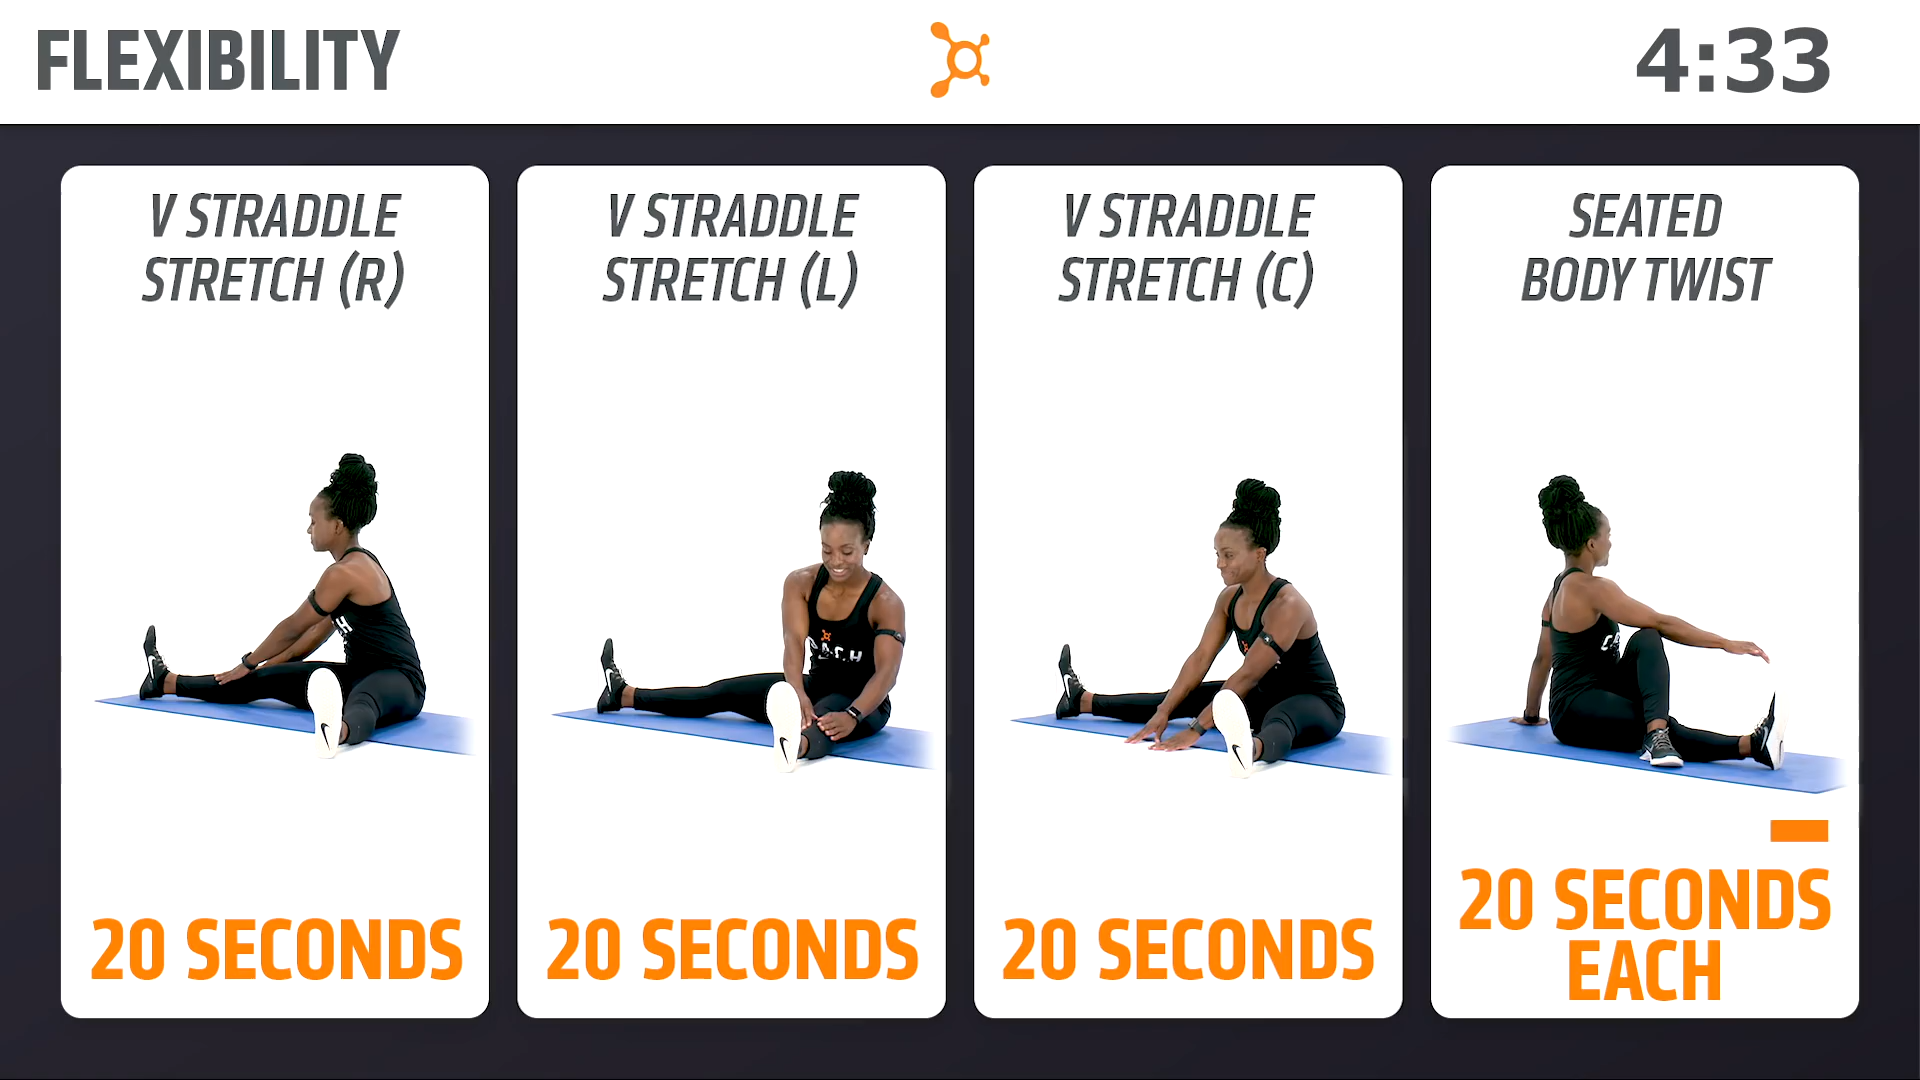 FLEXIBILITY
4:33
V STRADDLE
STRETCH (R)
20 SECONDS
V STRADDLE
STRETCH (L)
20 SECONDS
V STRADDLE
STRETCH (C)
20 SECONDS
SEATED
BODY TWIST
20 SECONDS
EACH